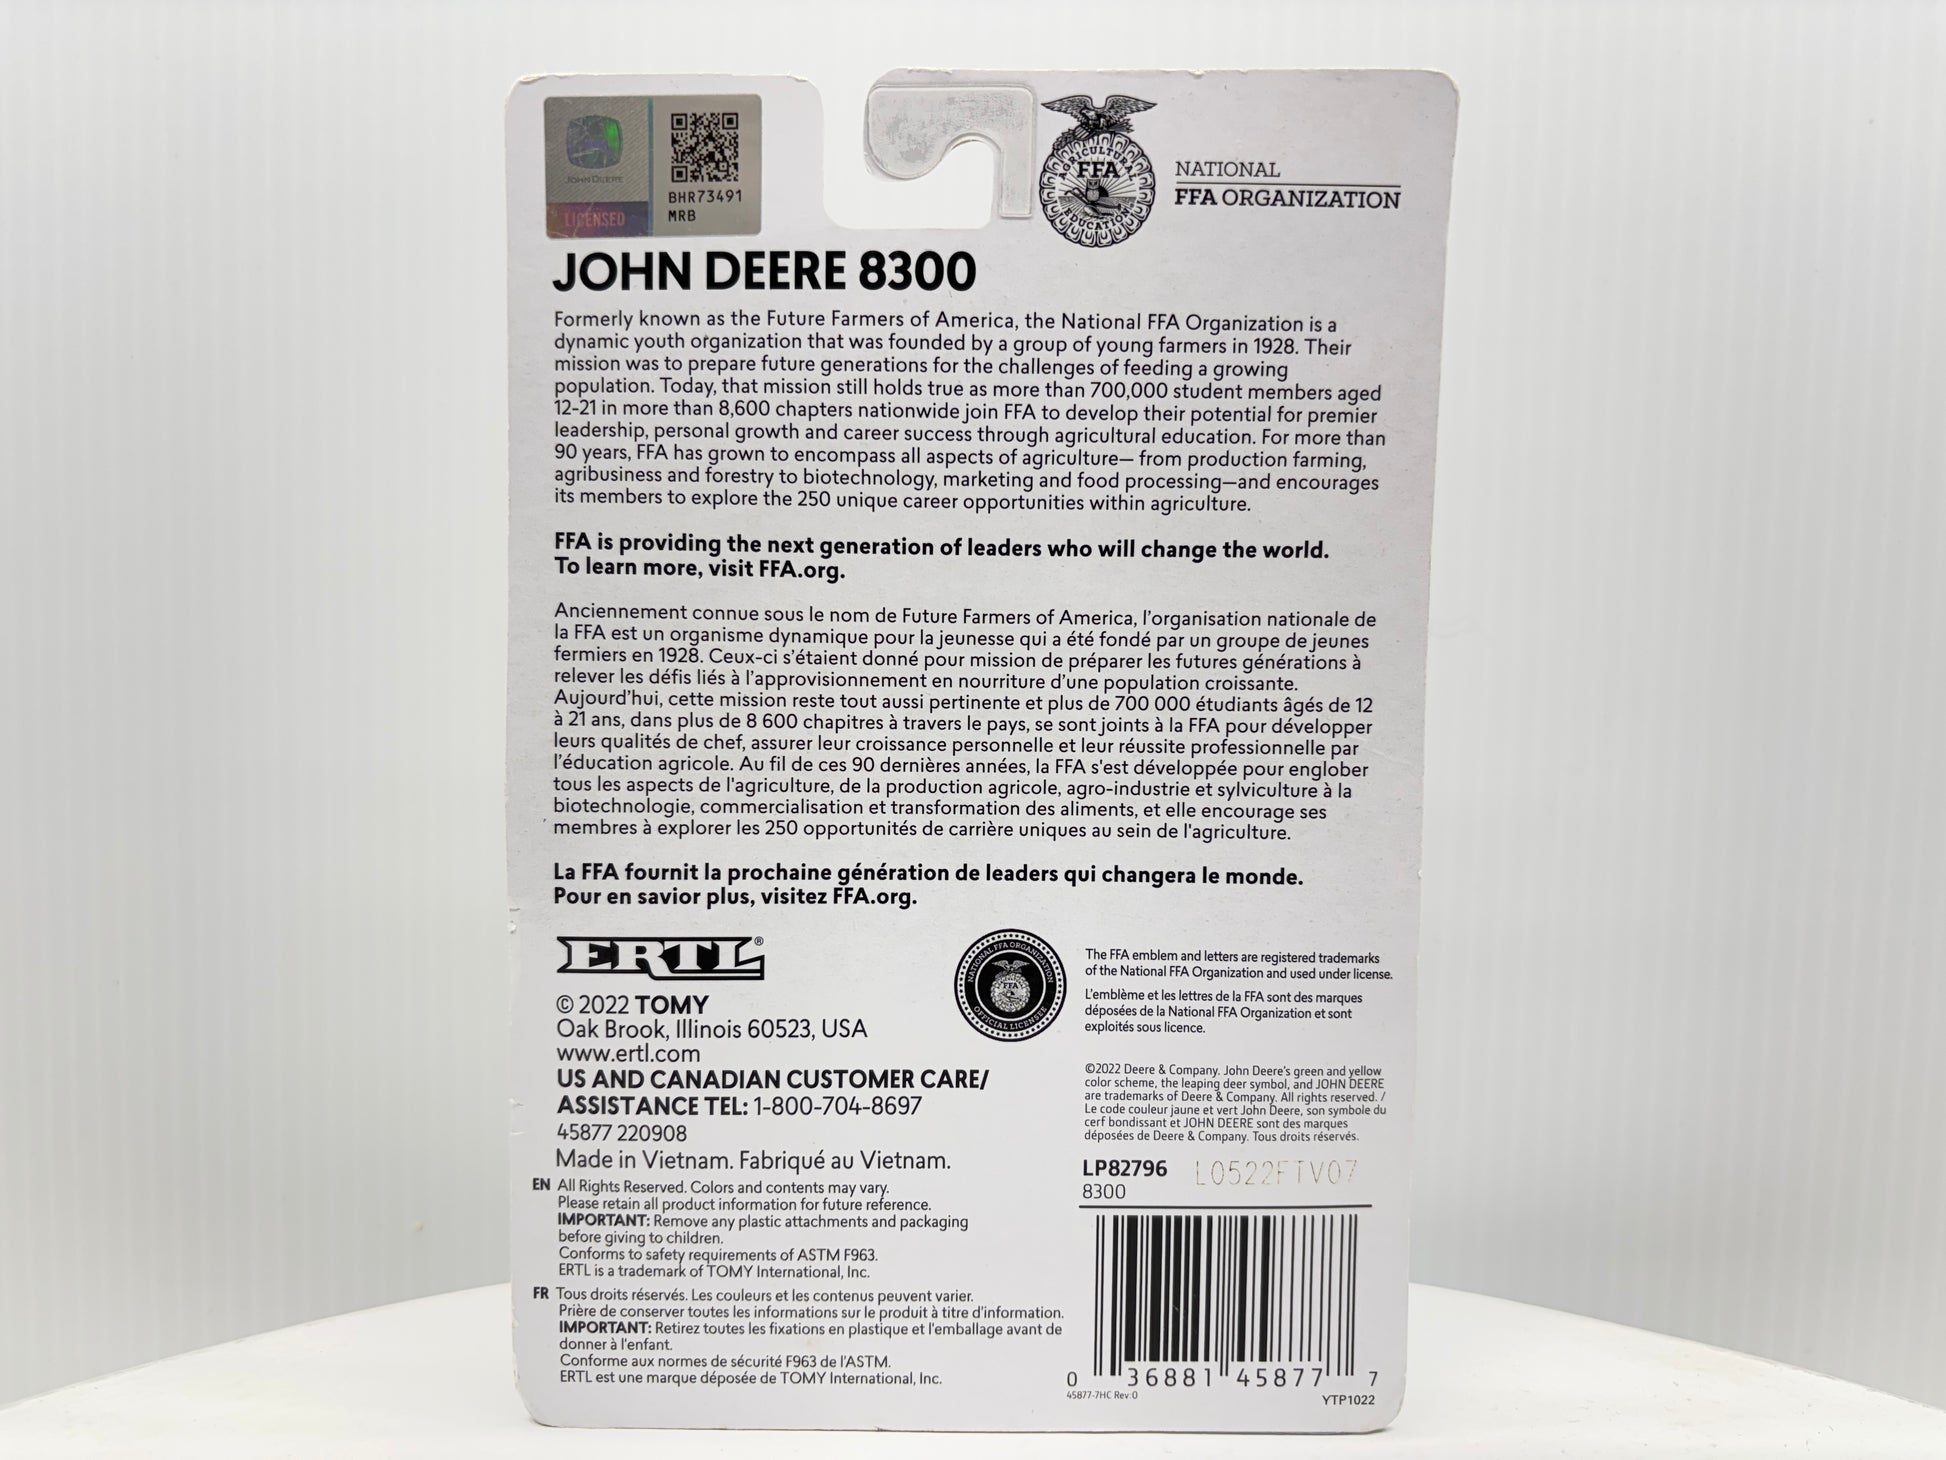 JOHN DEERE
LICENSED
BHR73491
MRB
AGRICULTURAL
FFA
EDUCATION
NATIONAL
FFA ORGANIZATION
JOHN DEERE 8300
Formerly known as the Future Farmers of America, the National FFA Organization is a
dynamic youth organization that was founded by a group of young farmers in 1928. Their
mission was to prepare future generations for the challenges of feeding a growing
population. Today, that mission still holds true as more than 700,000 student members aged
12-21 in more than 8,600 chapters nationwide join FFA to develop their potential for premier
leadership, personal growth and career success through agricultural education. For more than
90 years, FFA has grown to encompass all aspects of agriculture— from production farming,
agribusiness and forestry to biotechnology, marketing and food processing—and encourages
its members to explore the 250 unique career opportunities within agriculture.
FFA is providing the next generation of leaders who will change the world.
To learn more, visit FFA.org.
Anciennement connue sous le nom de Future Farmers of America, l'organisation nationale de
la FFA est un organisme dynamique pour la jeunesse qui a été fondé par un groupe de jeunes
fermiers en 1928. Ceux-ci s'étaient donné pour mission de préparer les futures générations à
relever les défis liés à l'approvisionnement en nourriture d'une population croissante.
Aujourd'hui, cette mission reste tout aussi pertinente et plus de 700 000 étudiants âgés de 12
à 21 ans, dans plus de 8 600 chapitres à travers le pays, se sont joints à la FFA pour développer
leurs qualités de chef, assurer leur croissance personnelle et leur réussite professionnelle par
l'éducation agricole. Au fil de ces 90 dernières années, la FFA s'est développée pour englober
tous les aspects de l'agriculture, de la production agricole, agro-industrie et sylviculture à la
biotechnologie, commercialisation et transformation des aliments, et elle encourage ses
membres à explorer les 250 opportunités de carrière uniques au sein de l'agriculture.
La FFA fournit la prochaine génération de leaders qui changera le monde.
Pour en savior plus, visitez FFA.org.
ERTL®
© 2022 TOMY
Oak Brook, Illinois 60523, USA
www.ertl.com
US AND CANADIAN CUSTOMER CARE/
ASSISTANCE TEL: 1-800-704-8697
45877 220908
Made in Vietnam. Fabriqué au Vietnam.
EN All Rights Reserved. Colors and contents may vary.
Please retain all product information for future reference.
IMPORTANT: Remove any plastic attachments and packaging
before giving to children.
Conforms to safety requirements of ASTM F963.
ERTL is a trademark of TOMY International, Inc.
FR Tous droits réservés. Les couleurs et les contenus peuvent varier.
Prière de conserver toutes les informations sur le produit à titre d'information.
IMPORTANT: Retirez toutes les fixations en plastique et l'emballage avant de
donner à l'enfant.
Conforme aux normes de sécurité F963 de l'ASTM.
ERTL est une marque déposée de TOMY International, Inc.
NATIONAL FFA ORGANIZATION
FFA
OFFICIAL LICENSEE
The FFA emblem and letters are registered trademarks
of the National FFA Organization and used under license.
L'emblème et les lettres de la FFA sont des marques
déposées de la National FFA Organization et sont
exploités sous licence.
©2022 Deere & Company. John Deere's green and yellow
color scheme, the leaping deer symbol, and JOHN DEERE
are trademarks of Deere & Company. All rights reserved. /
Le code couleur jaune et vert John Deere, son symbole du
cerf bondissant et JOHN DEERE sont des marques
déposées de Deere & Company. Tous droits réservés.
LP82796 L0522FTV07
8300
0 36881 45877 7
45877-7HC Rev:0
YTP1022